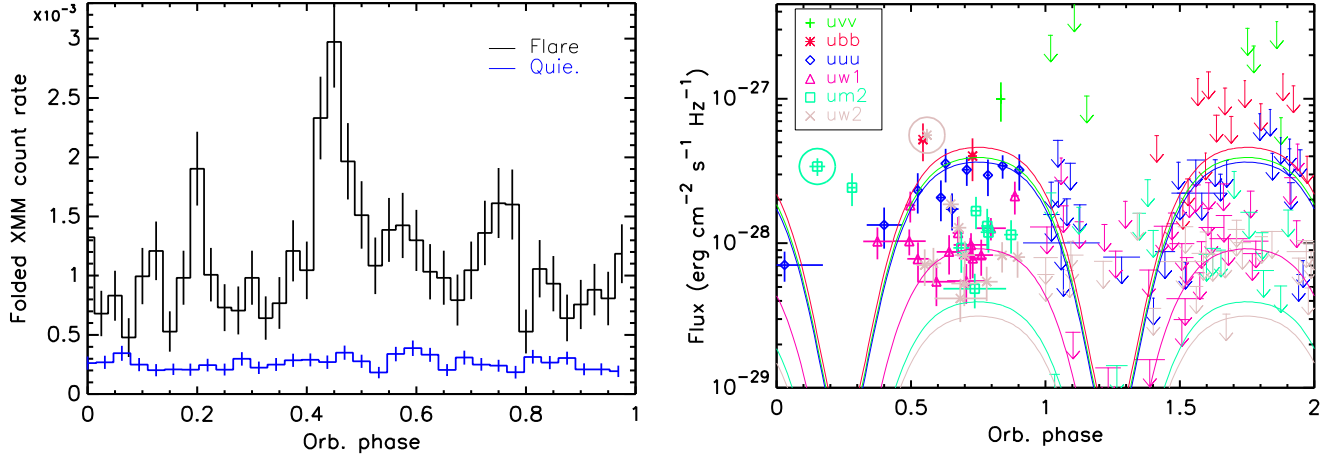 ×10⁻³
3
2.5
2
1.5
1
0.5
0
0 0.2 0.4 0.6 0.8 1
Orb. phase
Folded XMM count rate
Flare
Quie.
uvv
ubb
uuu
uw1
um2
uw2
10⁻²⁷
10⁻²⁸
10⁻²⁹
Flux (erg cm⁻² s⁻¹ Hz⁻¹)
0 0.5 1 1.5 2
Orb. phase